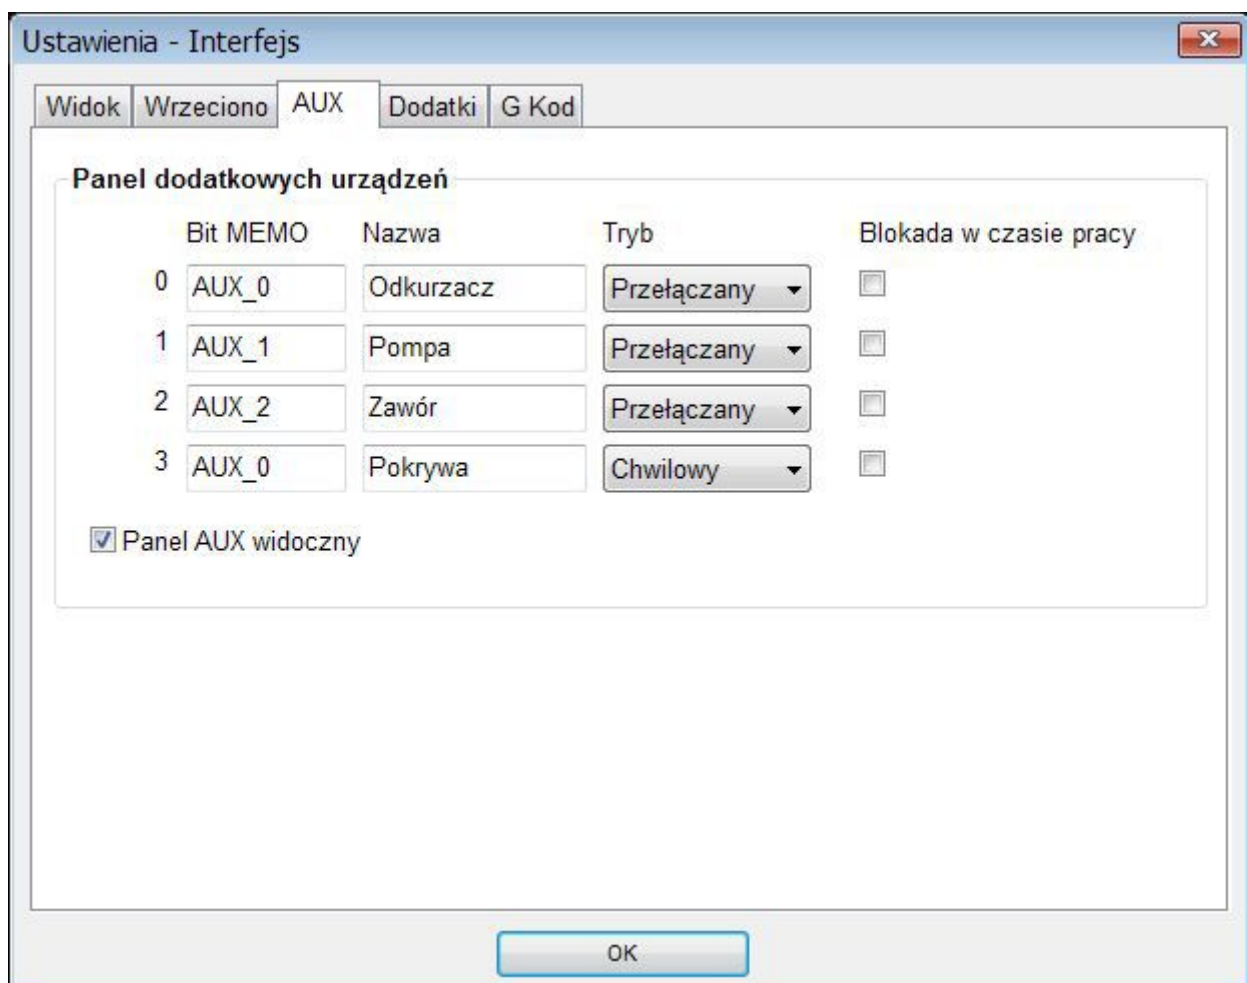 Ustawienia - Interfejs
Widok Wrzeciono AUX Dodatki G Kod
Panel dodatkowych urządzeń
Bit MEMO Nazwa Tryb Blokada w czasie pracy
0 AUX_0 Odkurzacz Przełączany
1 AUX_1 Pompa Przełączany
2 AUX_2 Zawór Przełączany
3 AUX_0 Pokrywa Chwilowy
Panel AUX widoczny
OK